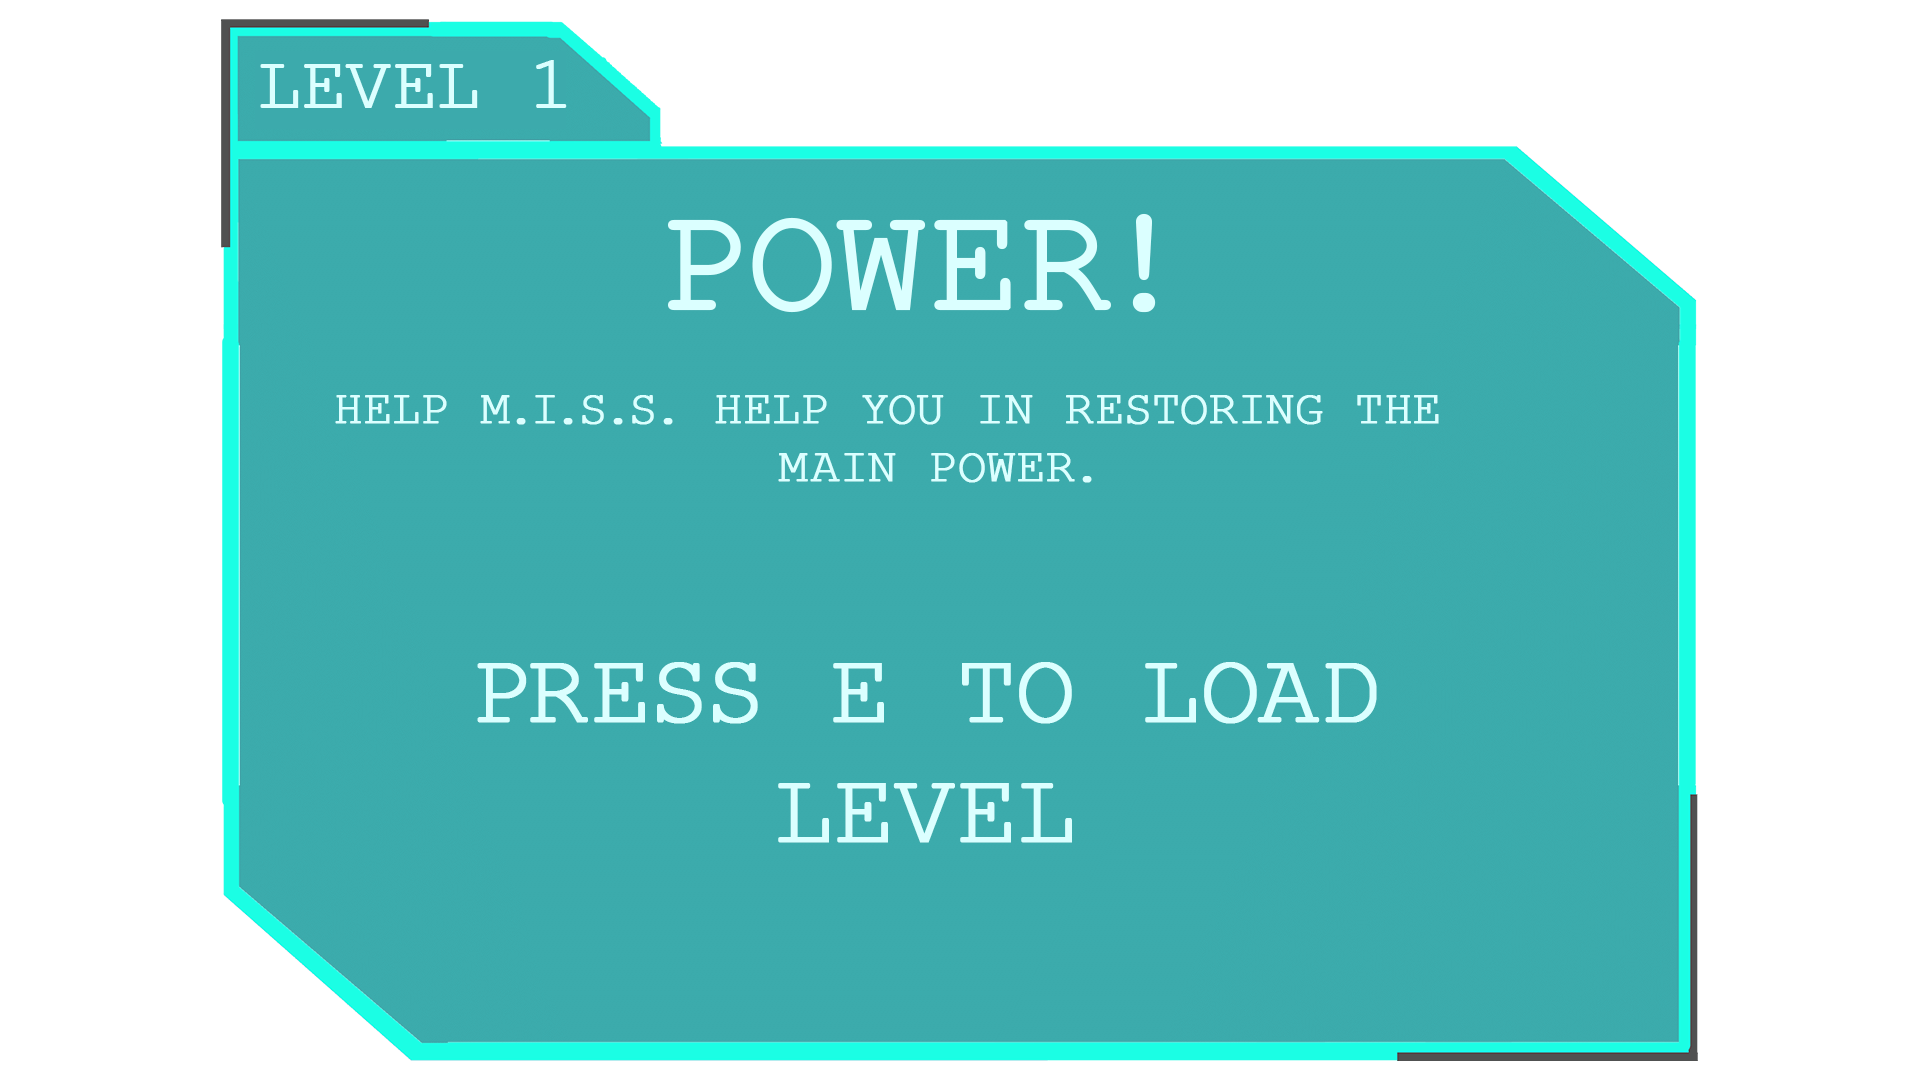 LEVEL 1
POWER!
HELP M.I.S.S. HELP YOU IN RESTORING THE
MAIN POWER.
PRESS E TO LOAD
LEVEL